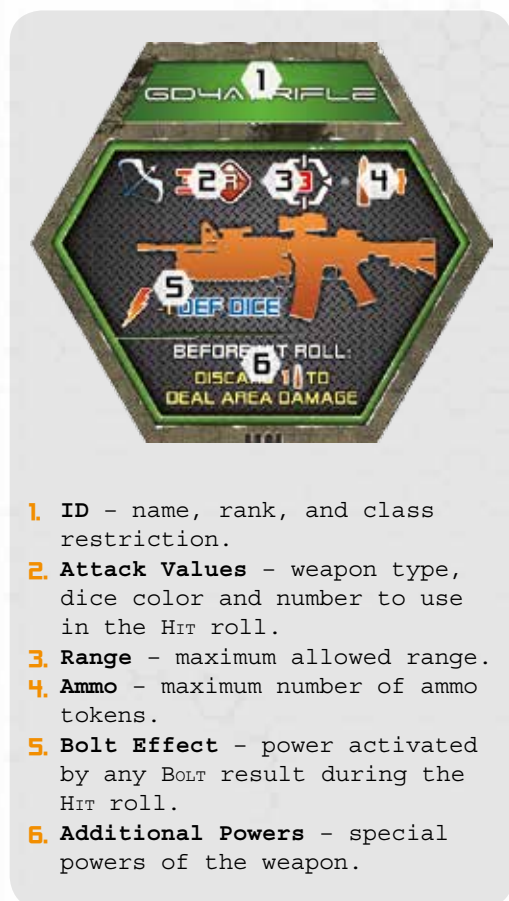 1
GD4A RIFLE
2 R 3 3 4
5
DEF DICE
6
BEFORE HIT ROLL:
DISCARD 1 TO
DEAL AREA DAMAGE
1. ID – name, rank, and class
restriction.
2. Attack Values – weapon type,
dice color and number to use
in the HIT roll.
3. Range – maximum allowed range.
4. Ammo – maximum number of ammo
tokens.
5. Bolt Effect – power activated
by any BOLT result during the
HIT roll.
6. Additional Powers – special
powers of the weapon.